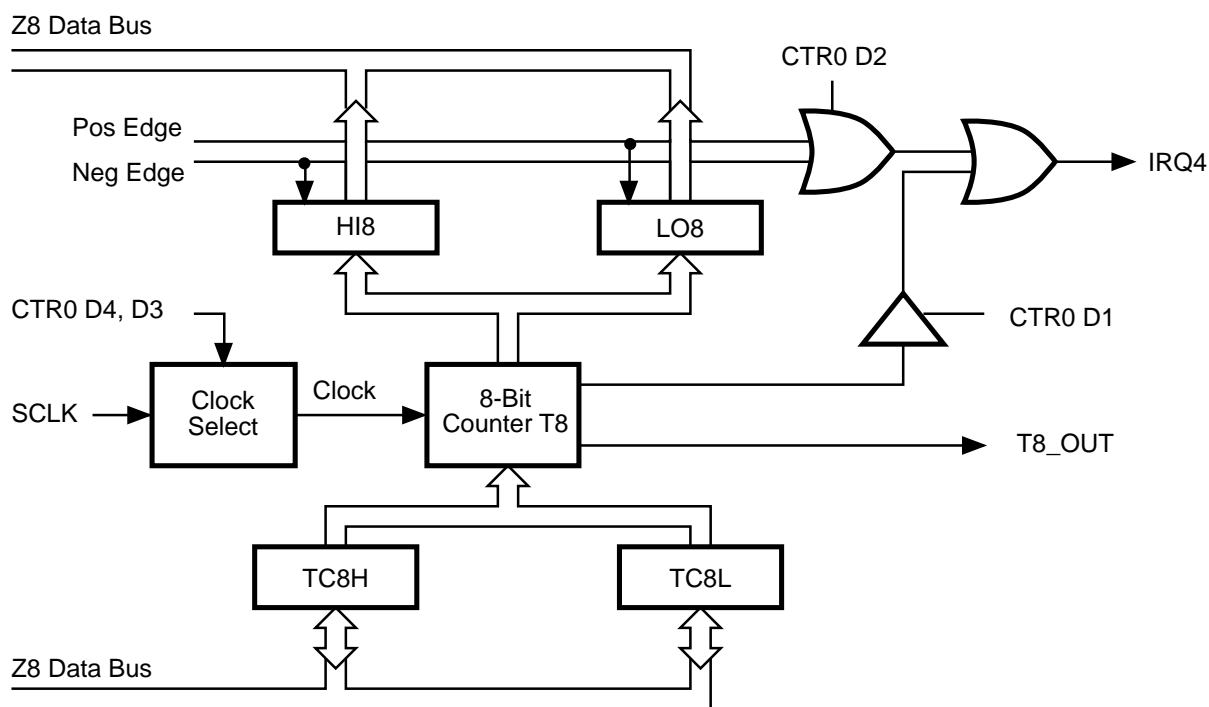 Z8 Data Bus
CTR0 D2
Pos Edge
Neg Edge
IRQ4
HI8
LO8
CTR0 D4, D3
CTR0 D1
SCLK
Clock
Select
Clock
8-Bit
Counter T8
T8_OUT
TC8H
TC8L
Z8 Data Bus